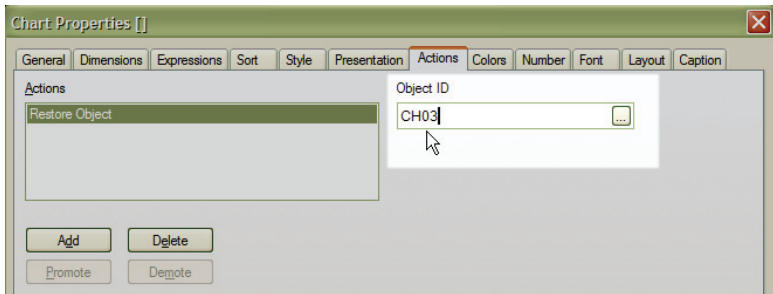 Chart Properties []
General Dimensions Expressions Sort Style Presentation Actions Colors Number Font Layout Caption
Actions
Object ID
Restore Object
CH03
...
Add Delete
Promote Demote